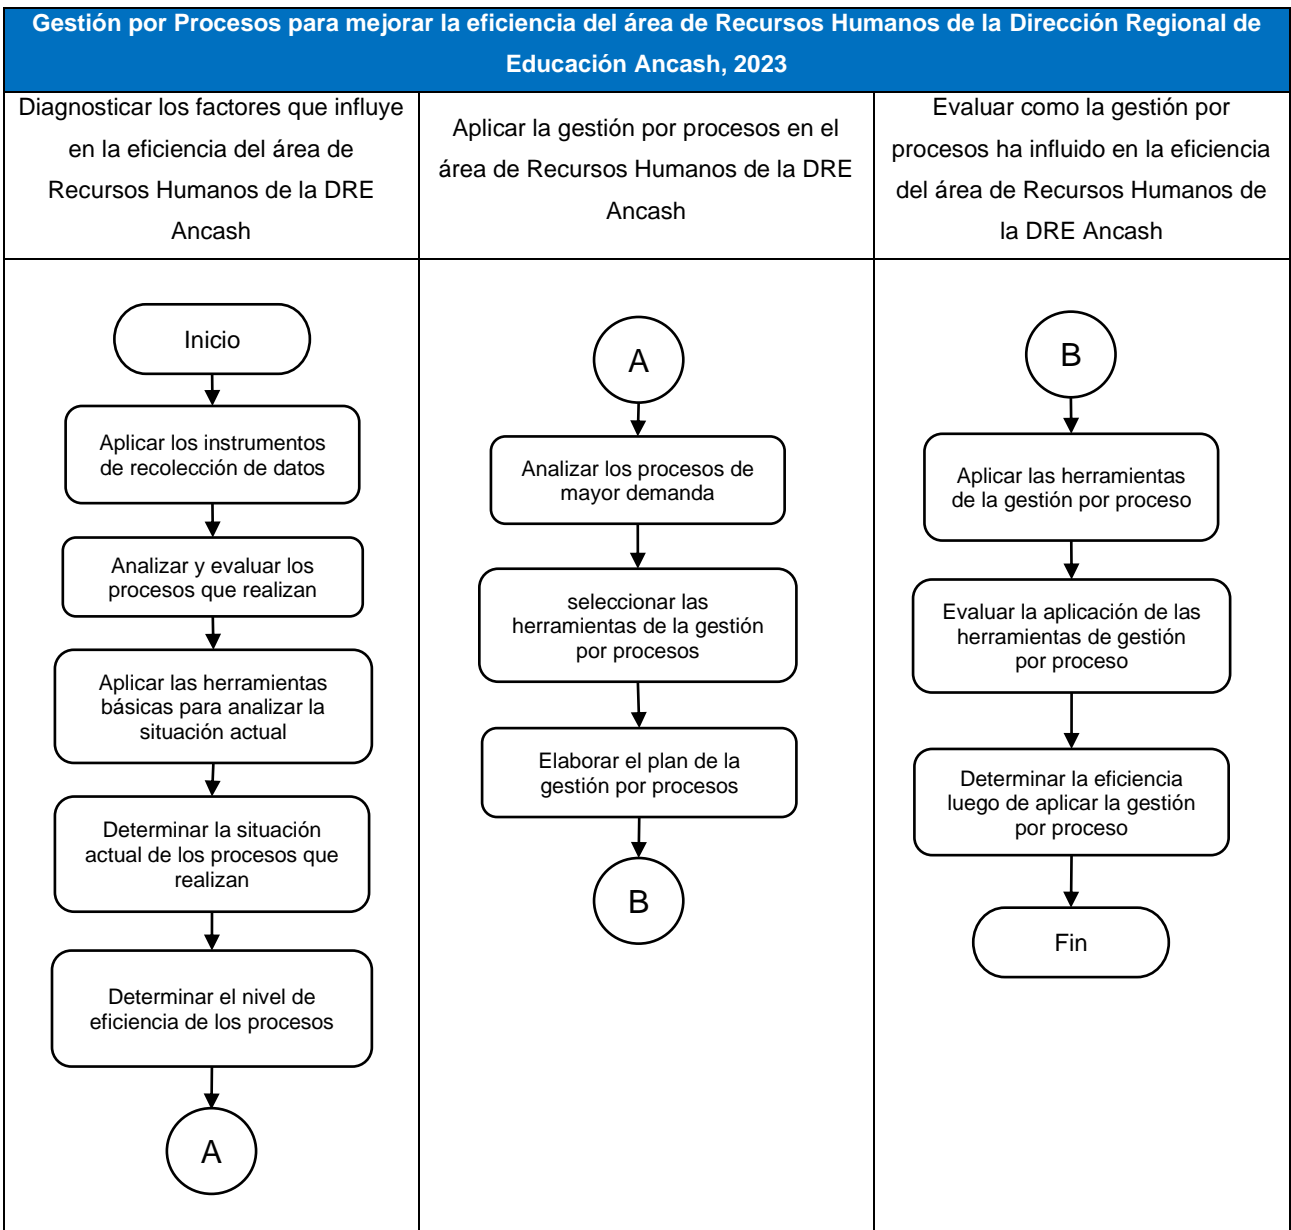 Gestión por Procesos para mejorar la eficiencia del área de Recursos Humanos de la Dirección Regional de
Educación Ancash, 2023
Diagnosticar los factores que influye
en la eficiencia del área de
Recursos Humanos de la DRE
Ancash
Aplicar la gestión por procesos en el
área de Recursos Humanos de la DRE
Ancash
Evaluar como la gestión por
procesos ha influido en la eficiencia
del área de Recursos Humanos de
la DRE Ancash
Inicio
Aplicar los instrumentos
de recolección de datos
Analizar y evaluar los
procesos que realizan
Aplicar las herramientas
básicas para analizar la
situación actual
Determinar la situación
actual de los procesos que
realizan
Determinar el nivel de
eficiencia de los procesos
A
A
Analizar los procesos de
mayor demanda
seleccionar las
herramientas de la gestión
por procesos
Elaborar el plan de la
gestión por procesos
B
B
Aplicar las herramientas
de la gestión por proceso
Evaluar la aplicación de las
herramientas de gestión
por proceso
Determinar la eficiencia
luego de aplicar la gestión
por proceso
Fin